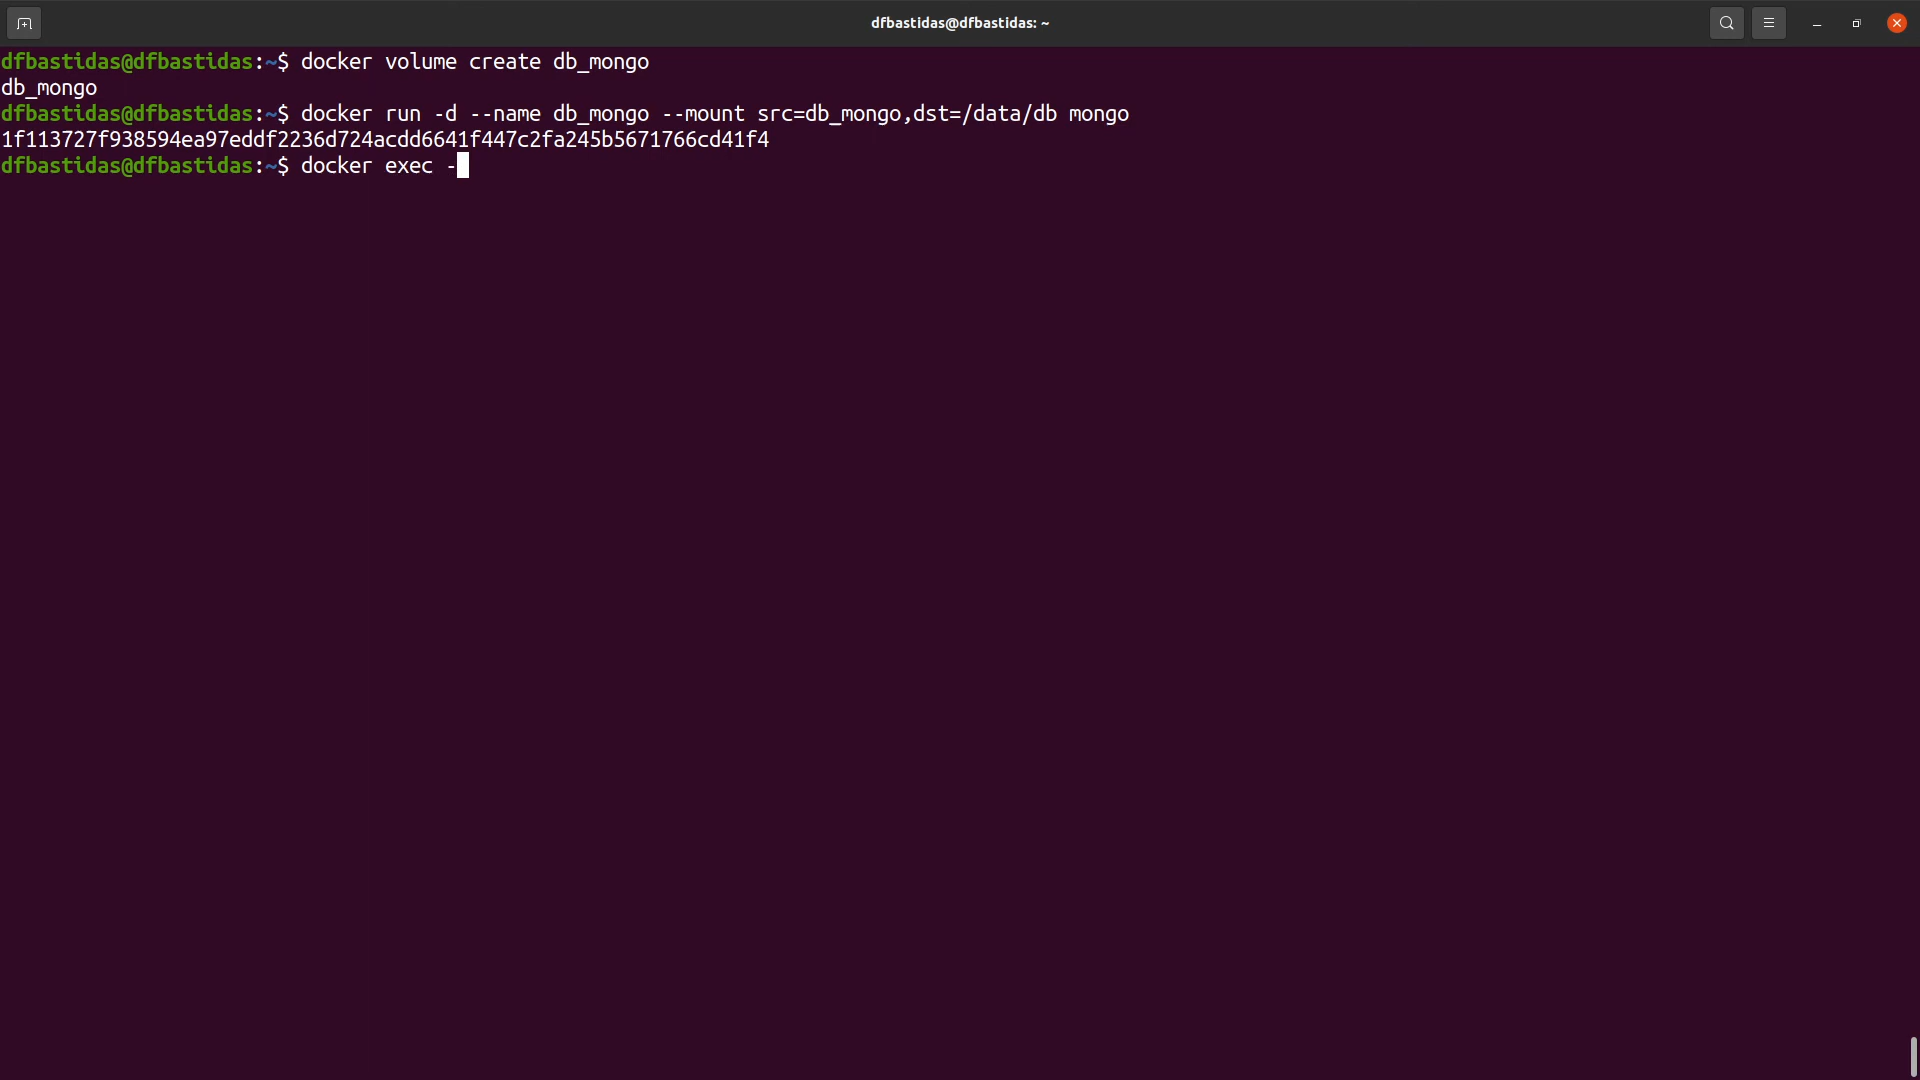 dfbastidas@dfbastidas: ~
dfbastidas@dfbastidas:~$ docker volume create db_mongo
db_mongo
dfbastidas@dfbastidas:~$ docker run -d --name db_mongo --mount src=db_mongo,dst=/data/db mongo
1f113727f938594ea97eddf2236d724acdd6641f447c2fa245b5671766cd41f4
dfbastidas@dfbastidas:~$ docker exec -